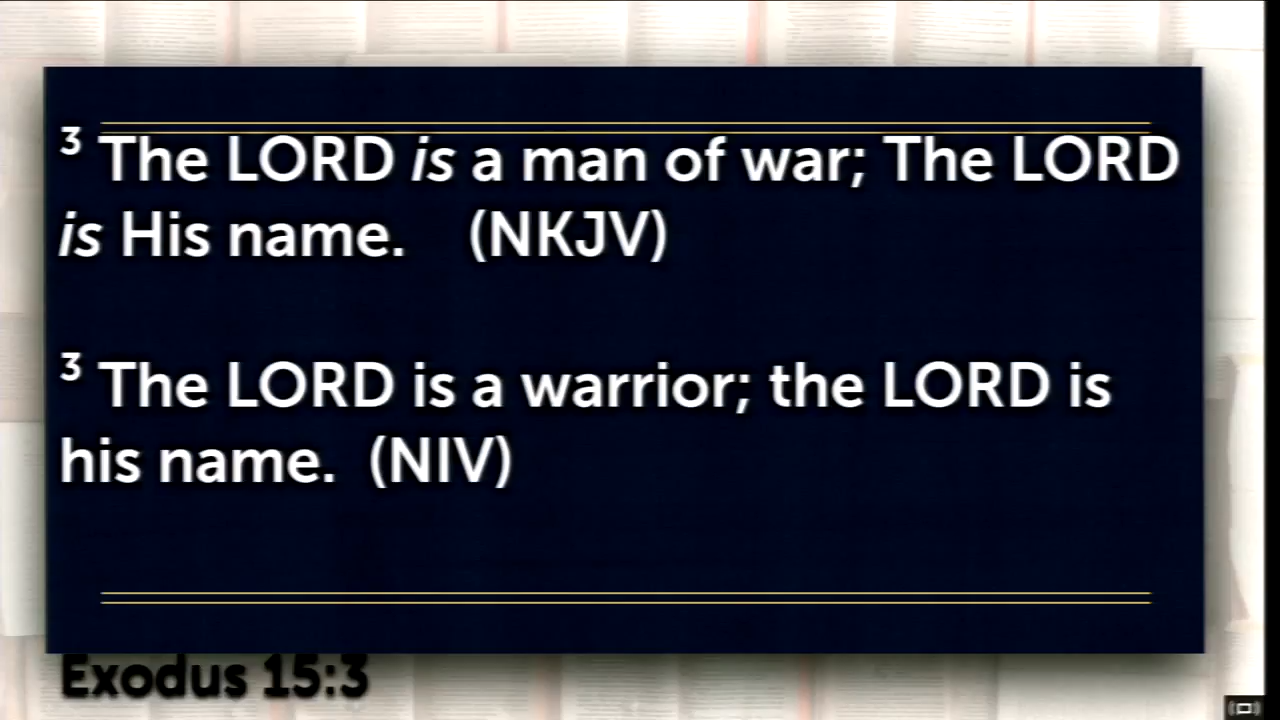 3 The LORD is a man of war; The LORD
is His name. (NKJV)
3 The LORD is a warrior; the LORD is
his name. (NIV)
Exodus 15:3